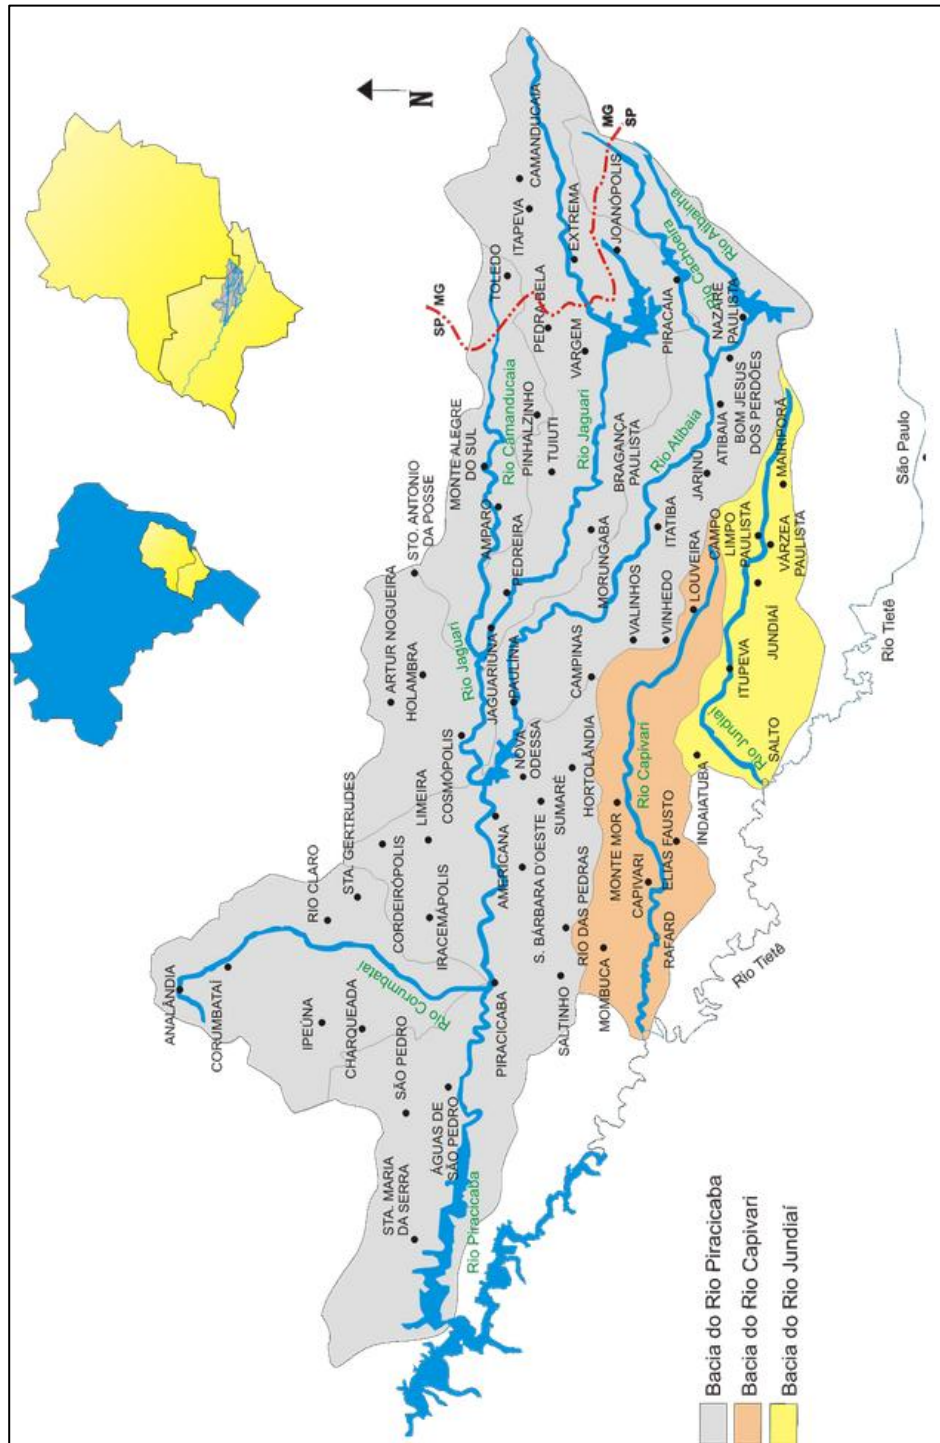 N
MG
SP
SP
MG
CAMANDUCAIA
ITAPEVA
EXTREMA
JOANÓPOLIS
TOLEDO
PEDRA BELA
VARGEM
PIRACAIA
Rio Cachoeira
Rio Atibainha
NAZARÉ
PAULISTA
BOM JESUS
DOS PERDÕES
ATIBAIA
JARINU
Rio Atibaia
Rio Jaguari
BRAGANÇA
PAULISTA
TUIUTI
PINHALZINHO
Rio Camanducaia
MONTE ALEGRE
DO SUL
AMPARO
PEDREIRA
MORUNGABA
ITATIBA
MAIRIPORÃ
CAMPO
LIMPO
PAULISTA
VÁRZEA
PAULISTA
LOUVEIRA
VINHEDO
VALINHOS
JUNDIAÍ
ITUPEVA
STO. ANTONIO
DA POSSE
ARTUR NOGUEIRA
HOLAMBRA
Rio Jaguari
JAGUARIUNA
PAULÍNIA
CAMPINAS
COSMÓPOLIS
NOVA
ODESSA
HORTOLÂNDIA
SUMARÉ
Rio Capivari
Rio Jundiaí
SALTO
INDAIATUBA
MONTE MOR
ELIAS FAUSTO
CAPIVARI
RAFARD
MOMBUCA
RIO DAS PEDRAS
SALTINHO
S. BÁRBARA D'OESTE
AMERICANA
LIMEIRA
CORDEIRÓPOLIS
IRACEMÁPOLIS
STA. GERTRUDES
RIO CLARO
Rio Corumbataí
PIRACICABA
ANALÂNDIA
CORUMBATAÍ
IPEÚNA
CHARQUEADA
SÃO PEDRO
ÁGUAS DE
SÃO PEDRO
STA. MARIA
DA SERRA
Rio Piracicaba
Rio Tietê
Rio Tietê
São Paulo
Bacia do Rio Piracicaba
Bacia do Rio Capivari
Bacia do Rio Jundiaí